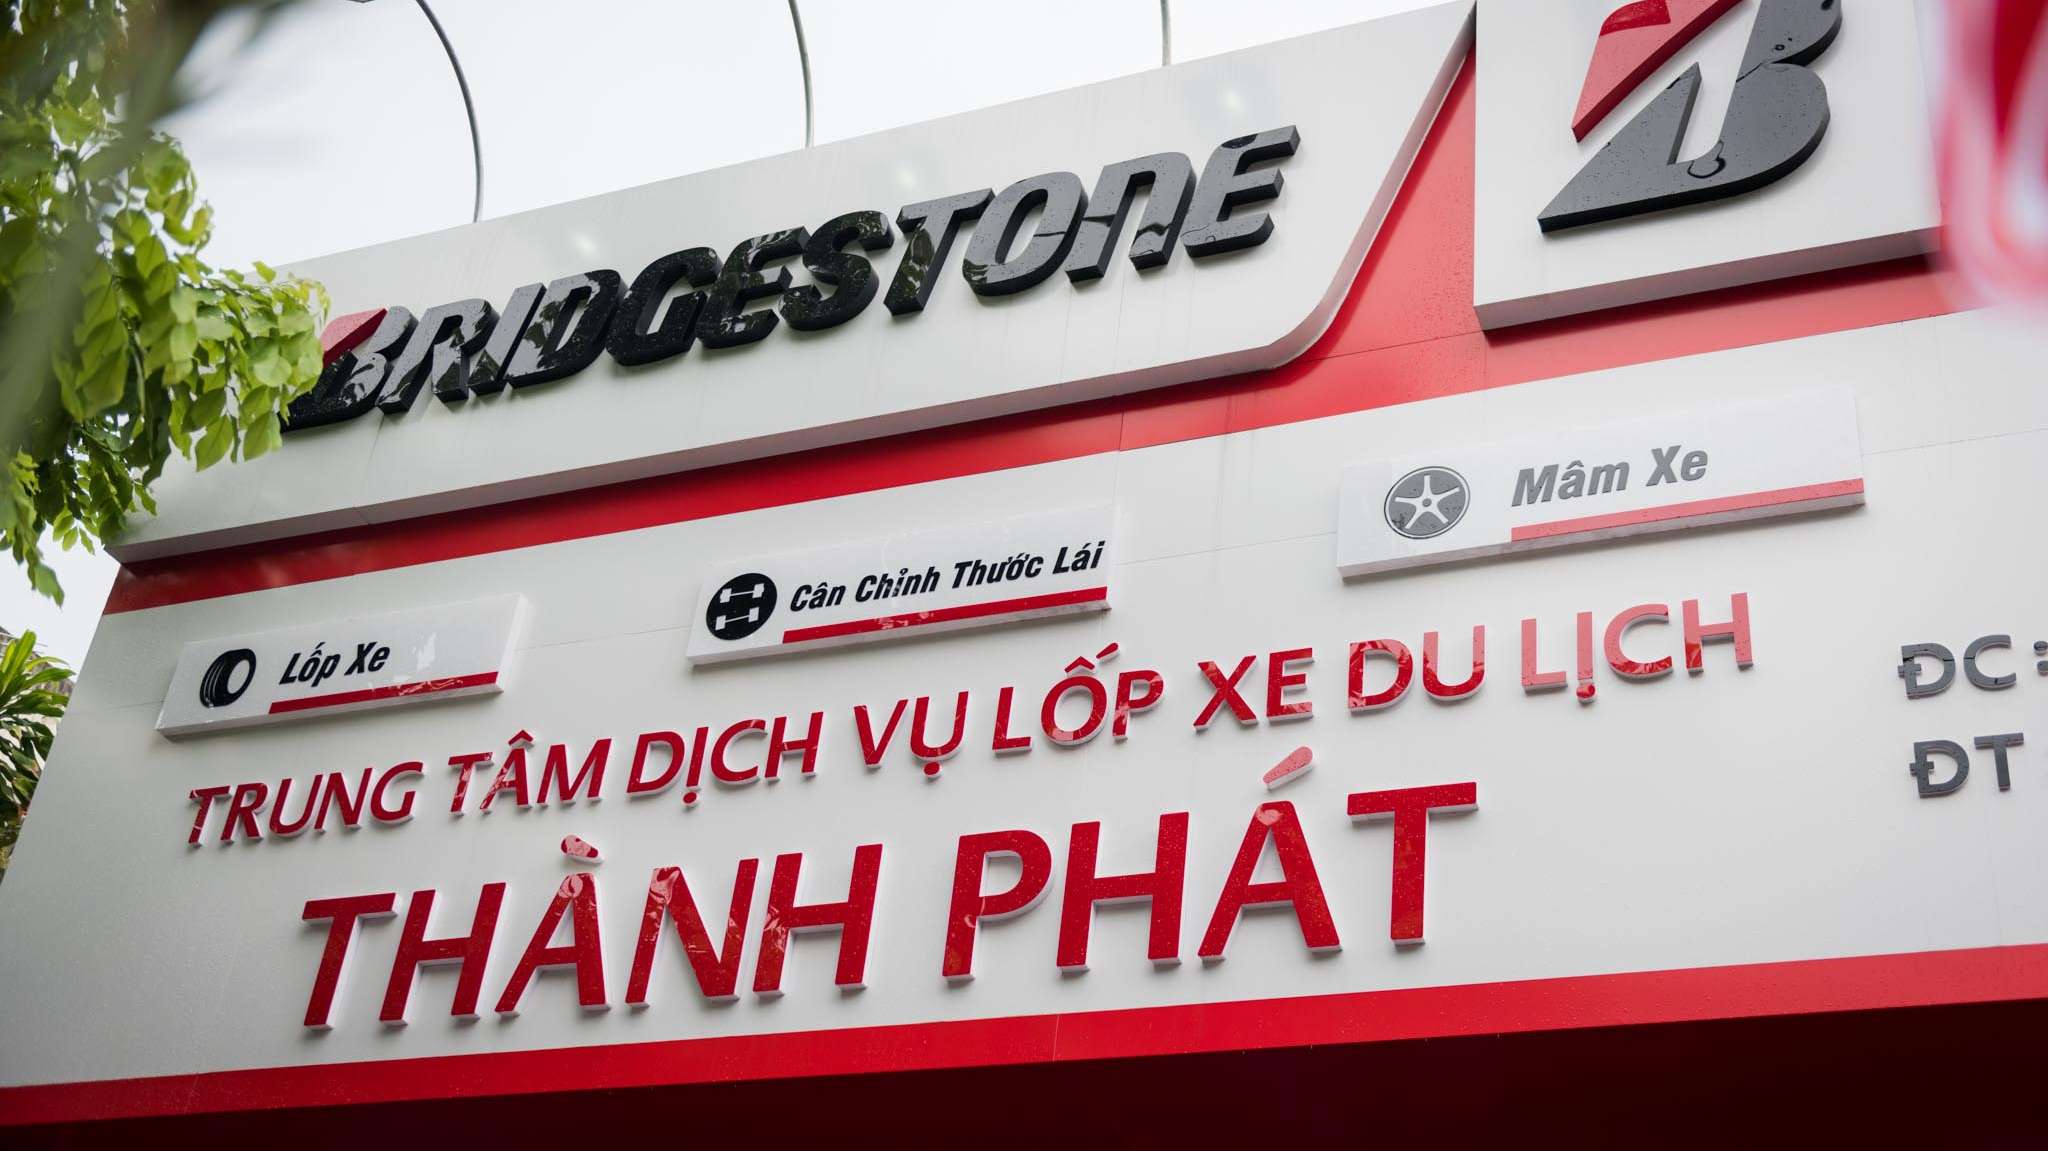 BRIDGESTONE
B
Lốp Xe
Cân Chỉnh Thước Lái
Mâm Xe
TRUNG TÂM DỊCH VỤ LỐP XE DU LỊCH
THÀNH PHÁT
ĐC :
ĐT